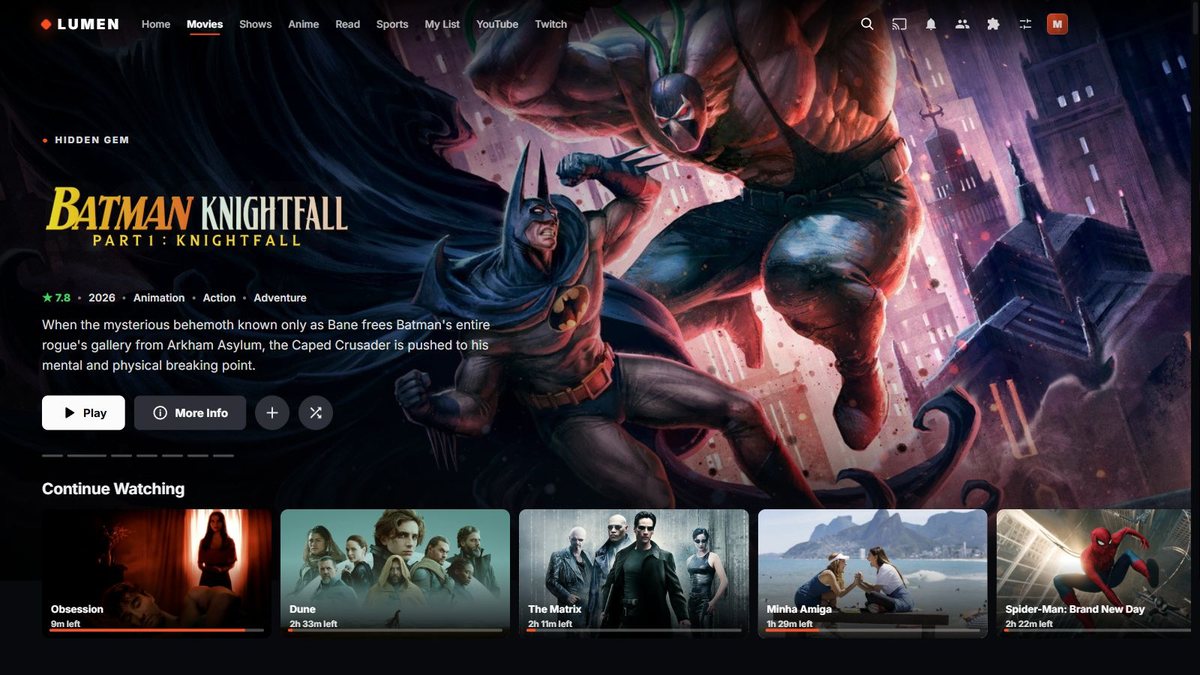 LUMEN
Home Movies Shows Anime Read Sports My List YouTube Twitch
M
HIDDEN GEM
BATMAN KNIGHTFALL
PART 1 : KNIGHTFALL
★ 7.8 • 2026 • Animation • Action • Adventure
When the mysterious behemoth known only as Bane frees Batman's entire
rogue's gallery from Arkham Asylum, the Caped Crusader is pushed to his
mental and physical breaking point.
Play More Info
Continue Watching
Obsession
9m left
Dune
2h 33m left
The Matrix
2h 11m left
Minha Amiga
1h 29m left
Spider-Man: Brand New Day
2h 22m left